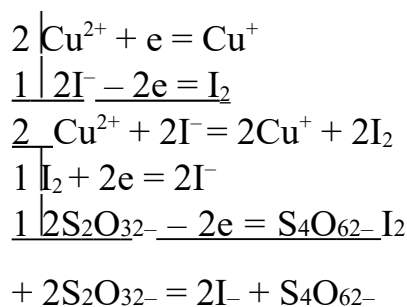 2 | Cu²⁺ + e = Cu⁺
1 | 2I⁻ – 2e = I₂
2 Cu²⁺ + 2I⁻ = 2Cu⁺ + 2I₂
1 | I₂ + 2e = 2I⁻
1 | 2S₂O₃₂₋ – 2e = S₄O₆₂₋ I₂
+ 2S₂O₃₂₋ = 2I₋ + S₄O₆₂₋